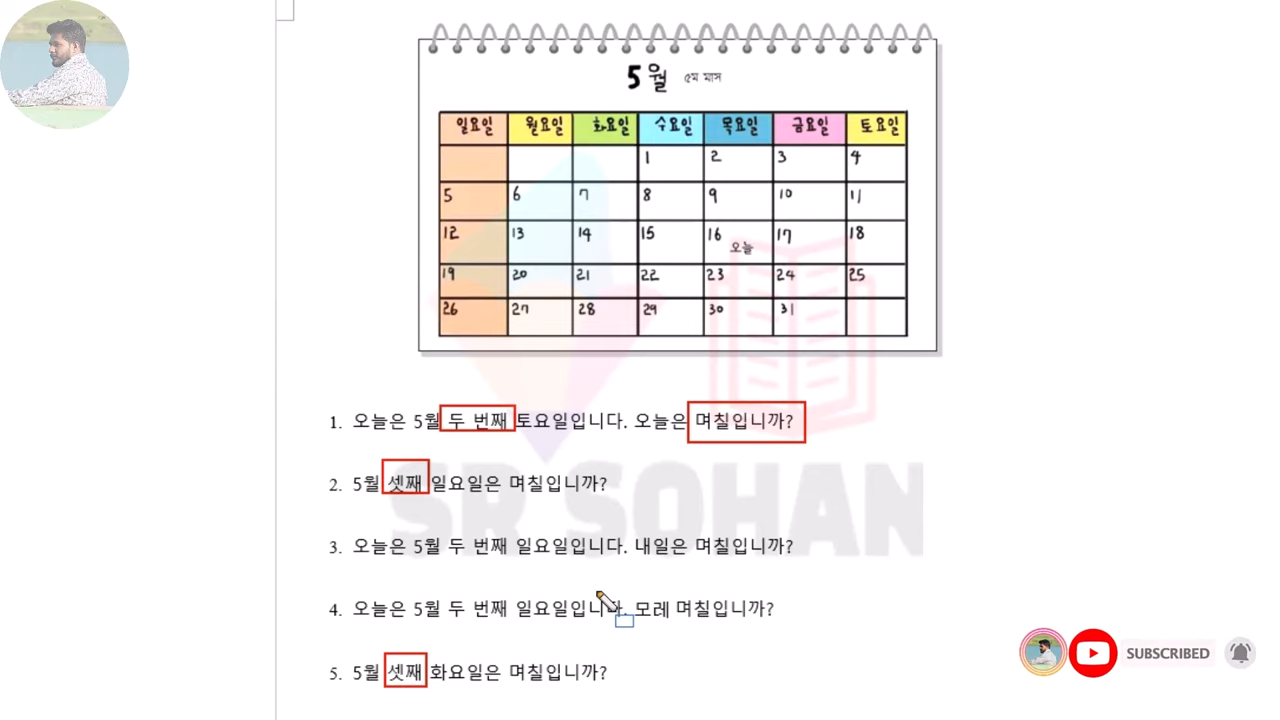 5월 ৫ম মাস
일요일 월요일 화요일 수요일 목요일 금요일 토요일
1 2 3 4
5 6 7 8 9 10 11
12 13 14 15 16 17 18
오늘
19 20 21 22 23 24 25
26 27 28 29 30 31
1. 오늘은 5월 두 번째 토요일입니다. 오늘은 며칠입니까?
2. 5월 셋째 일요일은 며칠입니까?
SR SOHAN
3. 오늘은 5월 두 번째 일요일입니다. 내일은 며칠입니까?
4. 오늘은 5월 두 번째 일요일입니다. 모레 며칠입니까?
5. 5월 셋째 화요일은 며칠입니까?
SUBSCRIBED